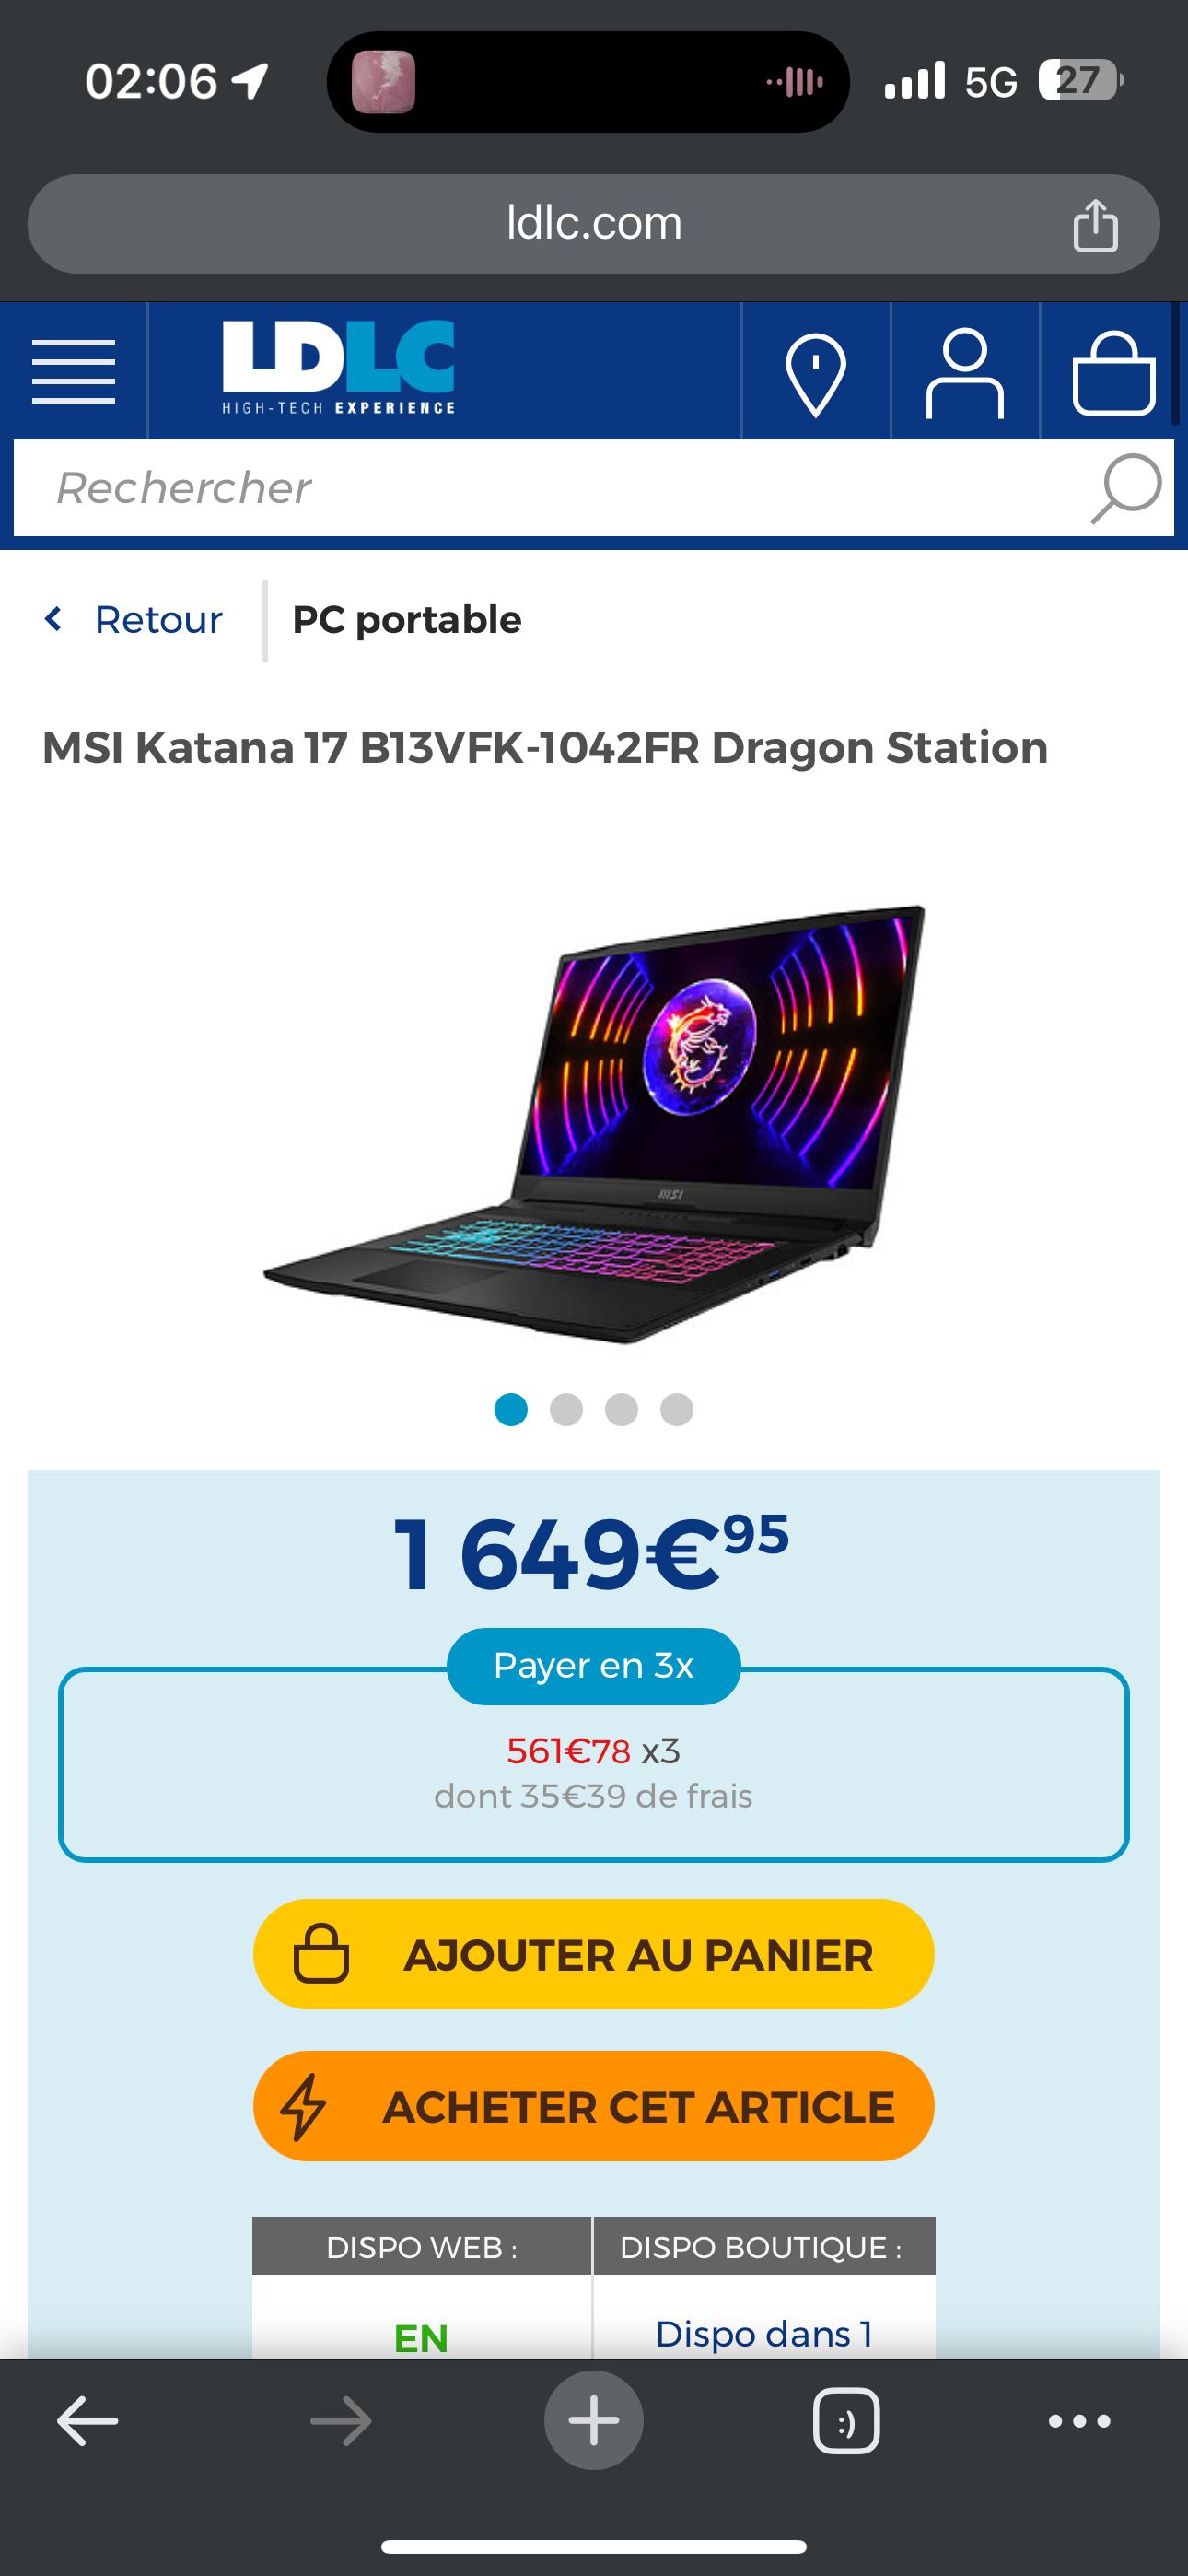 02:06
5G
27
ldlc.com
LDLC
HIGH-TECH EXPERIENCE
Rechercher
Retour
PC portable
MSI Katana 17 B13VFK-1042FR Dragon Station
msi
1 649€95
Payer en 3x
561€78 x3
dont 35€39 de frais
AJOUTER AU PANIER
ACHETER CET ARTICLE
DISPO WEB :
DISPO BOUTIQUE :
EN
Dispo dans 1
:)